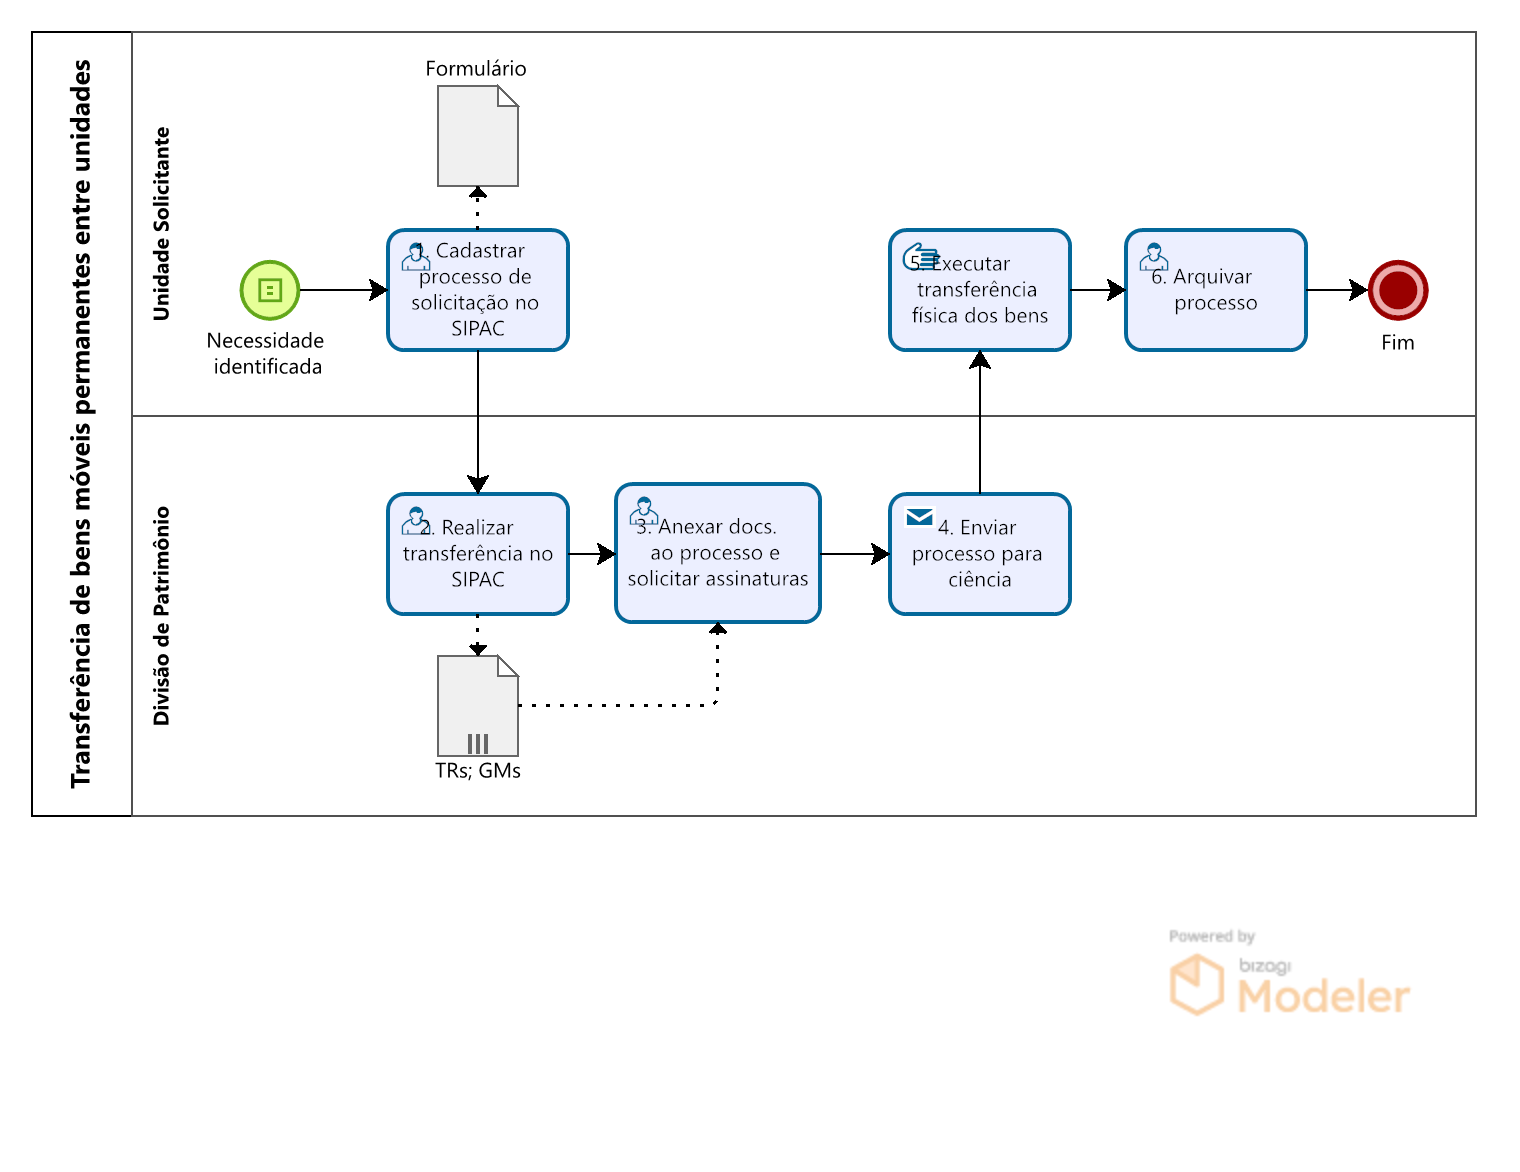 Transferência de bens móveis permanentes entre unidades
Unidade Solicitante
Formulário
Necessidade
identificada
1. Cadastrar
processo de
solicitação no
SIPAC
5. Executar
transferência
física dos bens
6. Arquivar
processo
Fim
Divisão de Patrimônio
2. Realizar
transferência no
SIPAC
3. Anexar docs.
ao processo e
solicitar assinaturas
4. Enviar
processo para
ciência
TRs; GMs
Powered by
bizagi
Modeler